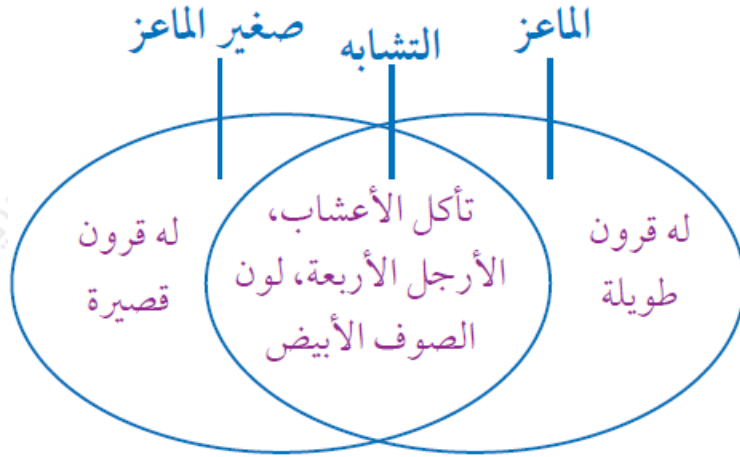 الماعز
التشابه
صغير الماعز
له قرون
طويلة
تأكل الأعشاب،
الأرجل الأربعة، لون
الصوف الأبيض
له قرون
قصيرة